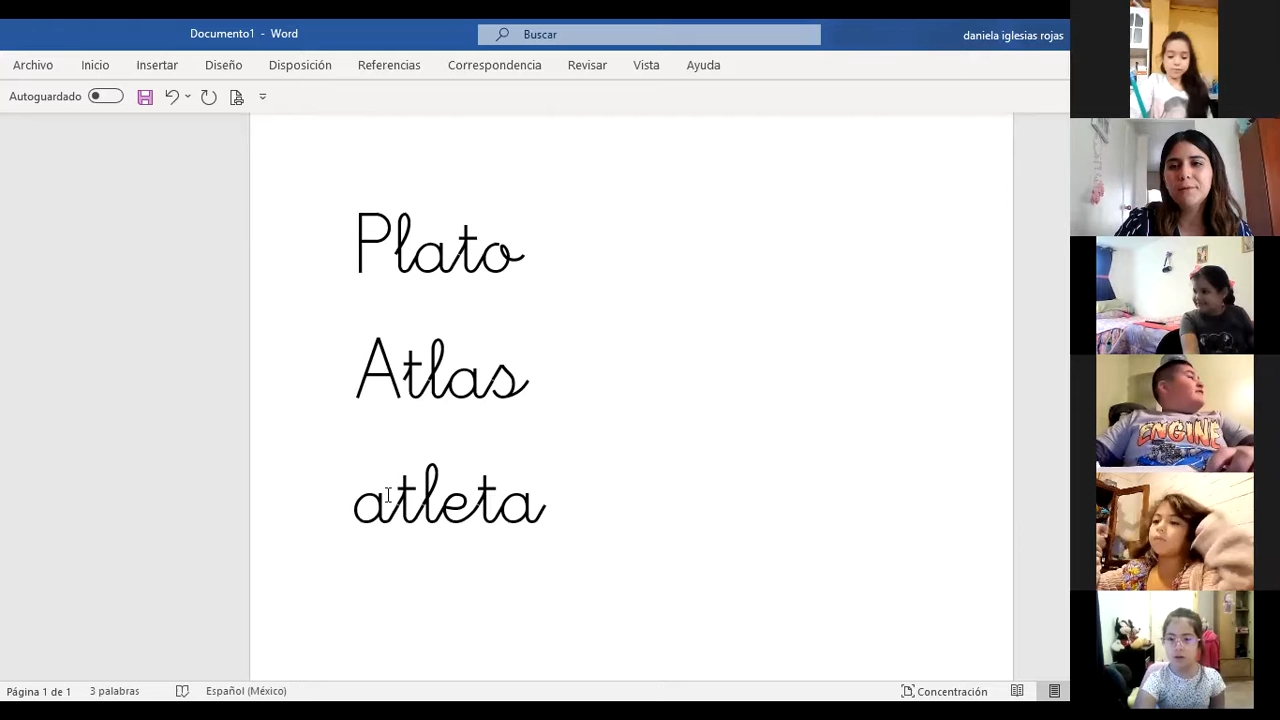 Documento1 - Word
Buscar
daniela iglesias rojas
Archivo Inicio Insertar Diseño Disposición Referencias Correspondencia Revisar Vista Ayuda
Autoguardado
Plato
Atlas
atleta
ENGINE
Página 1 de 1 3 palabras Español (México) Concentración